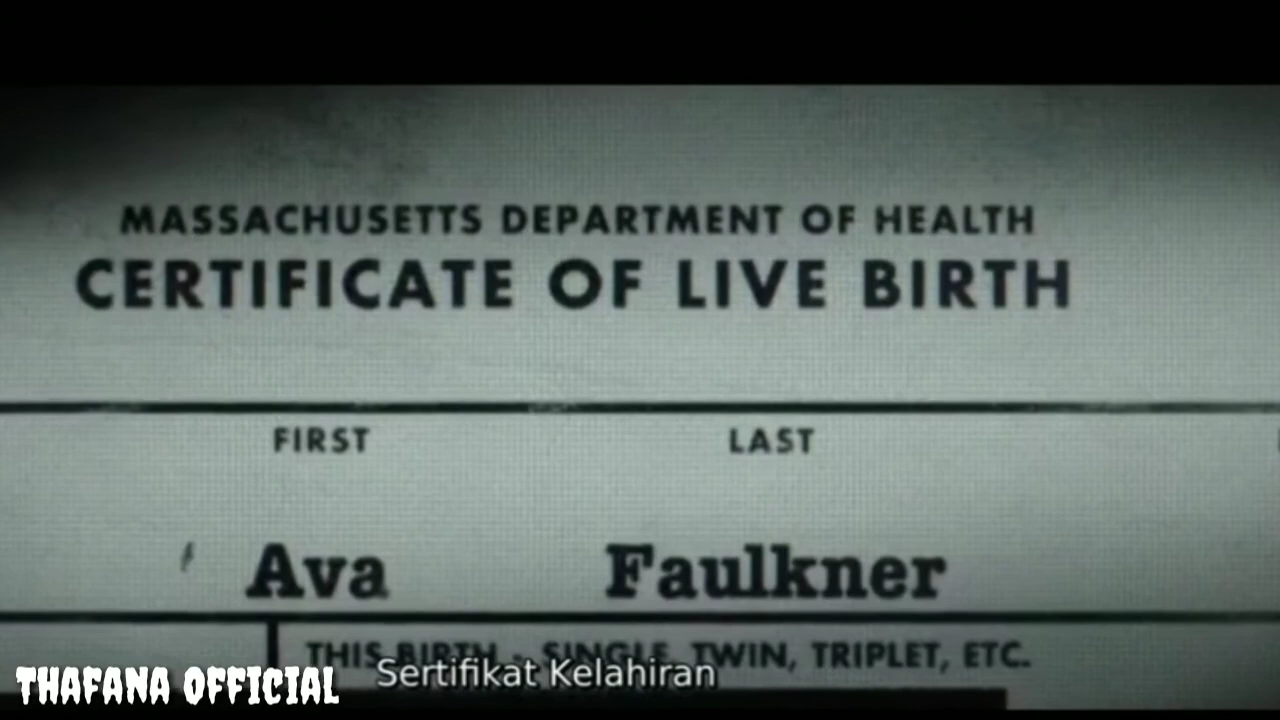 MASSACHUSETTS DEPARTMENT OF HEALTH
CERTIFICATE OF LIVE BIRTH
FIRST LAST
Ava Faulkner
THIS BIRTH - SINGLE, TWIN, TRIPLET, ETC.
Sertifikat Kelahiran
THAFANA OFFICIAL